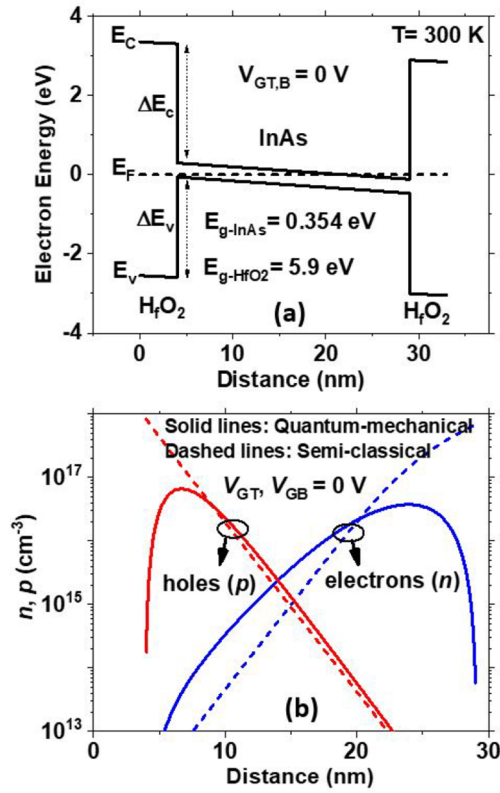 4
2
0
-2
-4
Electron Energy (eV)
E_C
T= 300 K
V_GT,B = 0 V
ΔE_c
InAs
E_F
ΔE_v
E_g-InAs = 0.354 eV
E_v
E_g-HfO2 = 5.9 eV
H_fO_2
(a)
H_fO_2
0 10 20 30
Distance (nm)
Solid lines: Quantum-mechanical
Dashed lines: Semi-classical
10^17
V_GT, V_GB = 0 V
n, p (cm^-3)
holes (p)
electrons (n)
10^15
(b)
10^13
0 10 20 30
Distance (nm)